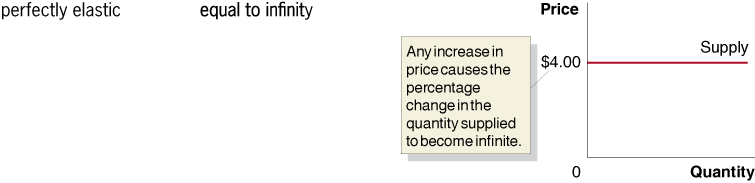 perfectly elastic
equal to infinity
Price
Supply
$4.00
Any increase in
price causes the
percentage
change in the
quantity supplied
to become infinite.
0
Quantity